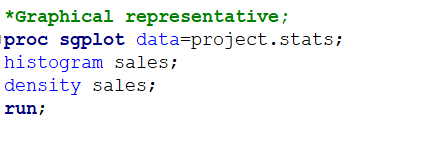 *Graphical representative;
proc sgplot data=project.stats;
histogram sales;
density sales;
run;